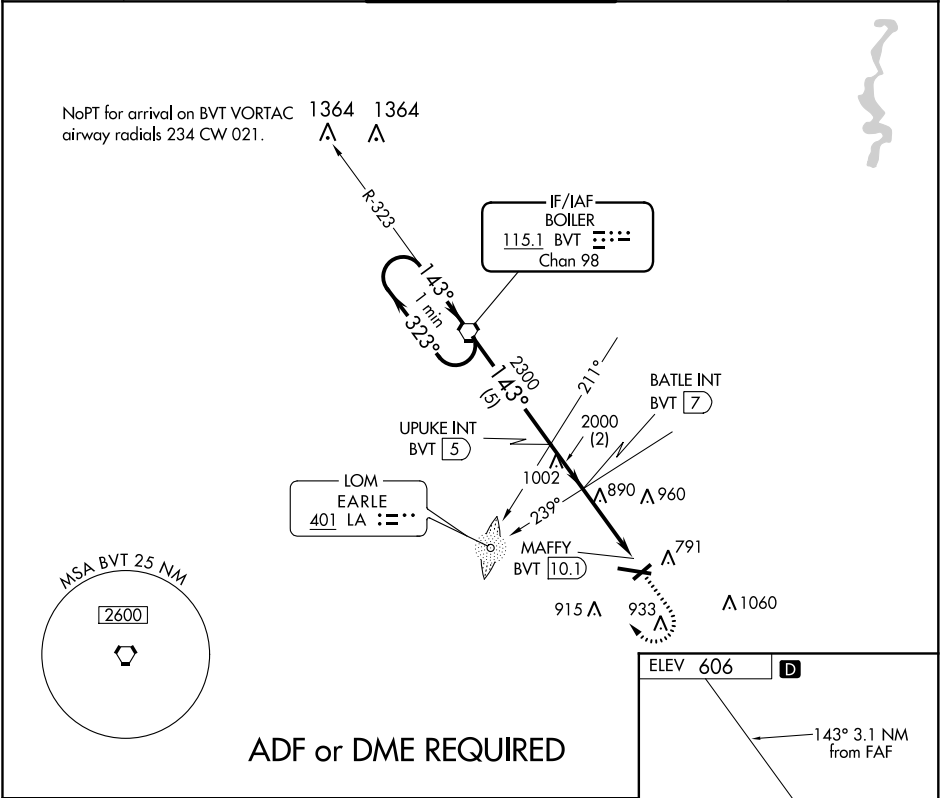 NoPT for arrival on BVT VORTAC
airway radials 234 CW 021.
1364
1364
R-323
IF/IAF
BOILER
115.1 BVT
Chan 98
143°
1 min
323°
2300
143°
(5)
211°
BATLE INT
BVT 7
UPUKE INT
BVT 5
2000
(2)
1002
LOM
EARLE
401 LA
239°
890
960
MAFFY
BVT 10.1
791
915
933
1060
MSA BVT 25 NM
2600
ELEV 606
D
143° 3.1 NM
from FAF
ADF or DME REQUIRED